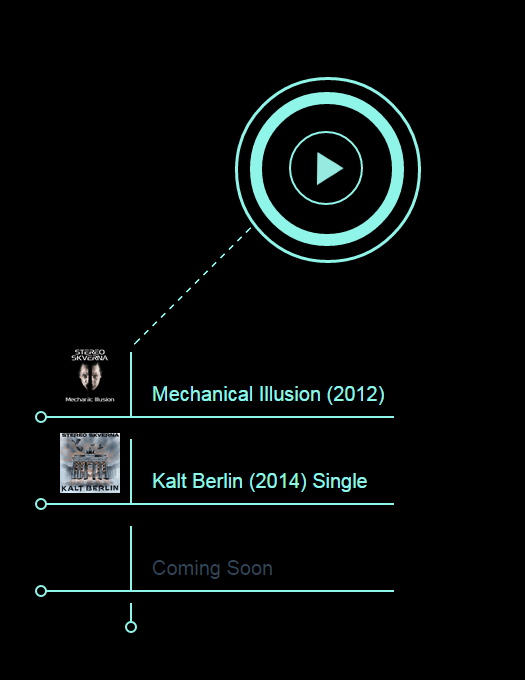 STEREO
SKVERNA
Mechanic Illusion
Mechanical Illusion (2012)
STEREO SKVERNA
KALT BERLIN
Kalt Berlin (2014) Single
Coming Soon